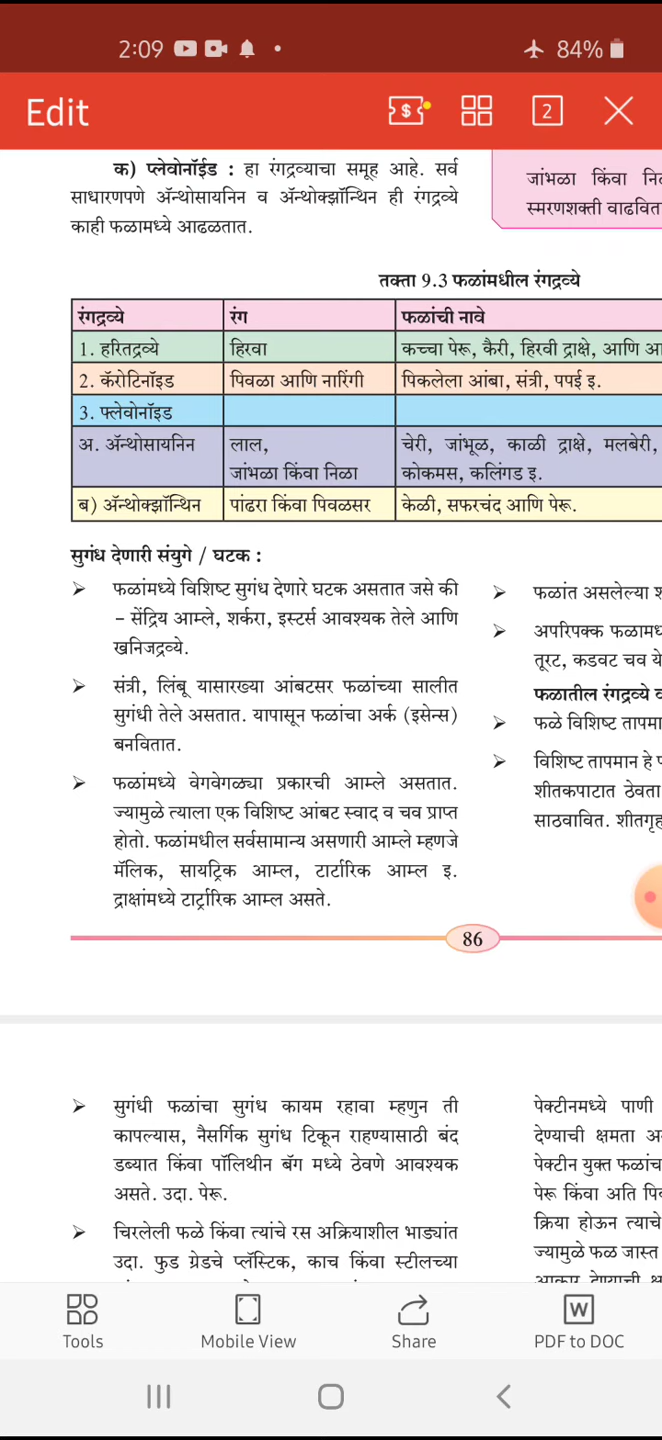 2:09
84%
Edit
2
क) प्लेवोनॉईड : हा रंगद्रव्याचा समूह आहे. सर्व
साधारणपणे ॲन्थोसायनिन व ॲन्थोक्झॉन्थिन ही रंगद्रव्ये
काही फळामध्ये आढळतात.
जांभळा किंवा
स्मरणशक्ती
तक्ता 9.3 फळांमधील रंगद्रव्ये
रंगद्रव्ये रंग फळांची नावे
1. हरितद्रव्ये हिरवा कच्चा पेरू, कैरी, हिरवी द्राक्षे, आणि
2. कॅरोटिनॉइड पिवळा आणि नारिंगी पिकलेला आंबा, संत्री, पपई इ.
3. फ्लेवोनॉइड
अ. ॲन्थोसायनिन लाल, चेरी, जांभूळ, काळी द्राक्षे, मलबेरी,
जांभळा किंवा निळा कोकमस, कलिंगड इ.
ब) ॲन्थोक्झॉन्थिन पांढरा किंवा पिवळसर केळी, सफरचंद आणि पेरू.
सुगंध देणारी संयुगे / घटक :
➢ फळांमध्ये विशिष्ट सुगंध देणारे घटक असतात जसे की
– सेंद्रिय आम्ले, शर्करा, इस्टर्स आवश्यक तेले आणि
खनिजद्रव्ये.
➢ संत्री, लिंबू यासारख्या आंबटसर फळांच्या सालीत
सुगंधी तेले असतात. यापासून फळांचा अर्क (इसेन्स)
बनवितात.
➢ फळांमध्ये वेगवेगळ्या प्रकारची आम्ले असतात.
ज्यामुळे त्याला एक विशिष्ट आंबट स्वाद व चव प्राप्त
होतो. फळांमधील सर्वसामान्य असणारी आम्ले म्हणजे
मॅलिक, सायट्रिक आम्ल, टार्टारिक आम्ल इ.
द्राक्षांमध्ये टार्ट्रारिक आम्ल असते.
➢ फळांत असलेल्या
➢ अपरिपक्क
तूरट, कडवट चव
फळातील रंगद्रव्ये
➢ फळे विशिष्ट
➢ विशिष्ट तापमान हे
शीतकपाटात ठेवता
साठवावित.
86
➢ सुगंधी फळांचा सुगंध कायम रहावा म्हणुन ती
कापल्यास, नैसर्गिक सुगंध टिकून राहण्यासाठी बंद
डब्यात किंवा पॉलिथीन बॅग मध्ये ठेवणे आवश्यक
असते. उदा. पेरू.
➢ चिरलेली फळे किंवा त्यांचे रस अक्रियाशील भाड्यांत
उदा. फुड ग्रेडचे प्लॅस्टिक, काच किंवा स्टीलच्या
पेक्टीनमध्ये पाणी
देण्याची क्षमता
पेक्टीन युक्त
पेरू किंवा अति
क्रिया होऊन त्याचे
ज्यामुळे फळ जास्त
Tools
Mobile View
Share
W
PDF to DOC